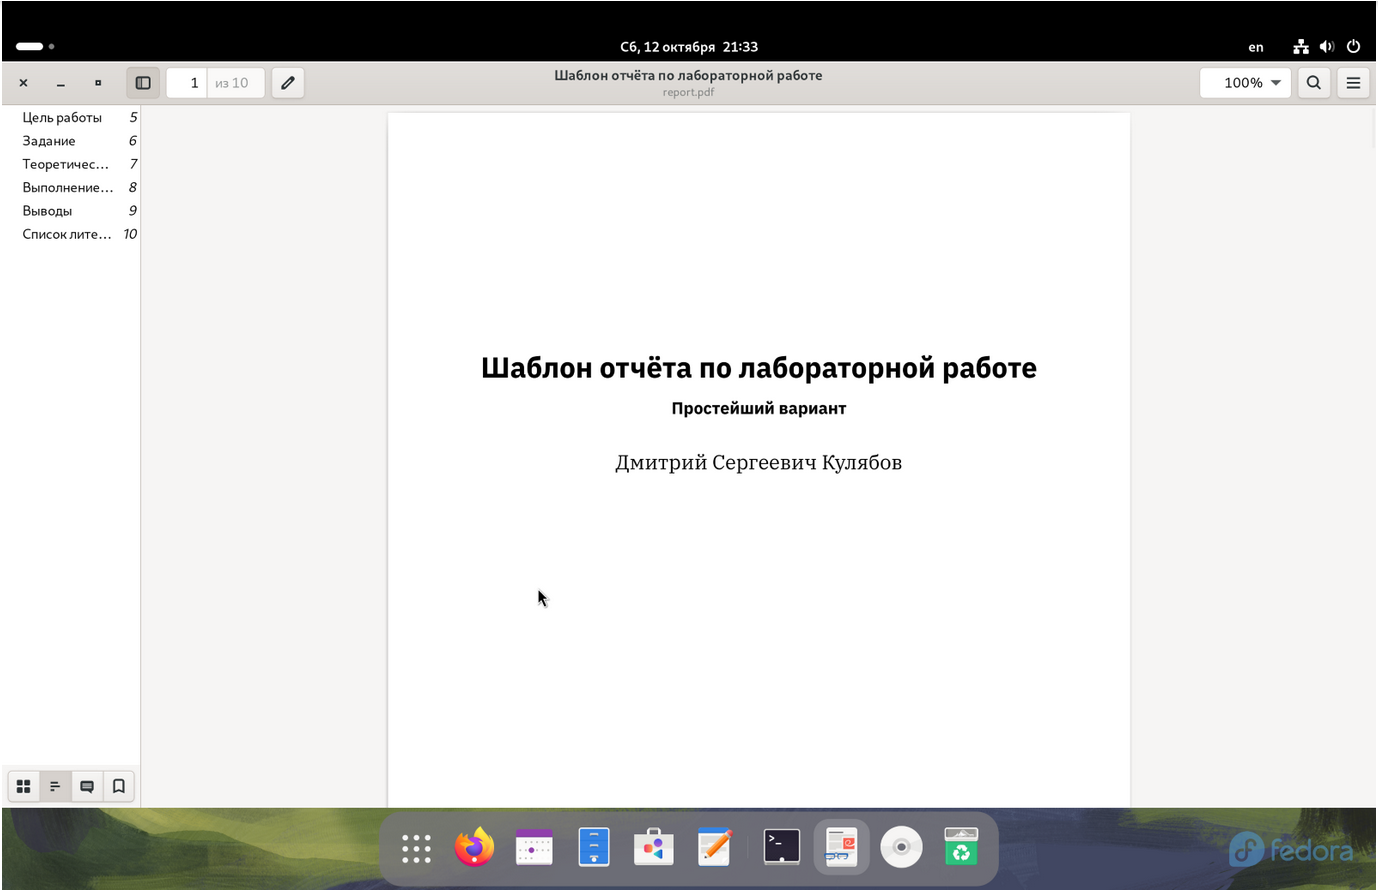 Сб, 12 октября 21:33
en
1 из 10
Шаблон отчёта по лабораторной работе
report.pdf
100%
Цель работы 5
Задание 6
Теоретичес... 7
Выполнение... 8
Выводы 9
Список лите... 10
Шаблон отчёта по лабораторной работе
Простейший вариант
Дмитрий Сергеевич Кулябов
>_
fedora